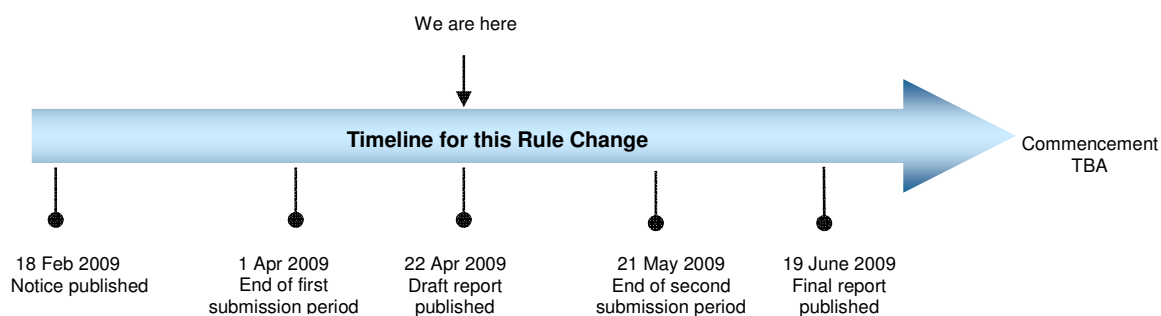 We are here
Timeline for this Rule Change
Commencement
TBA
18 Feb 2009
Notice published
1 Apr 2009
End of first
submission period
22 Apr 2009
Draft report
published
21 May 2009
End of second
submission period
19 June 2009
Final report
published